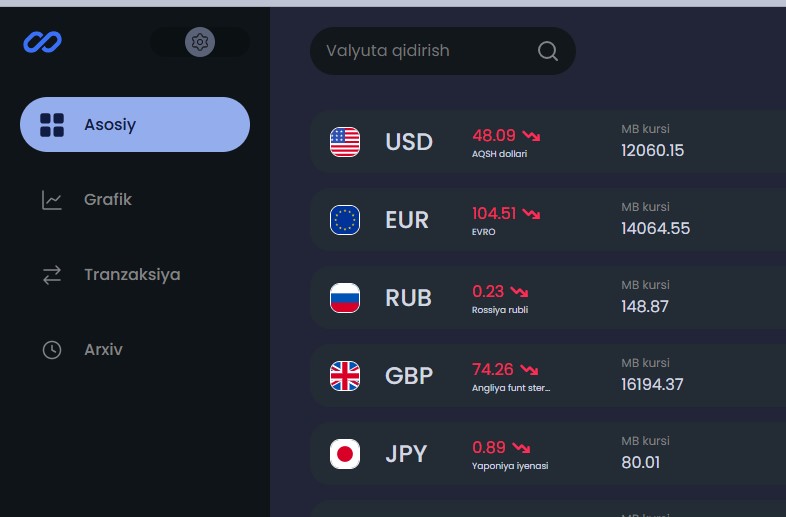 Valyuta qidirish
Asosiy
Grafik
Tranzaksiya
Arxiv
USD
48.09
AQSH dollari
MB kursi
12060.15
EUR
104.51
EVRO
MB kursi
14064.55
RUB
0.23
Rossiya rubli
MB kursi
148.87
GBP
74.26
Angliya funt ster...
MB kursi
16194.37
JPY
0.89
Yaponiya iyenasi
MB kursi
80.01